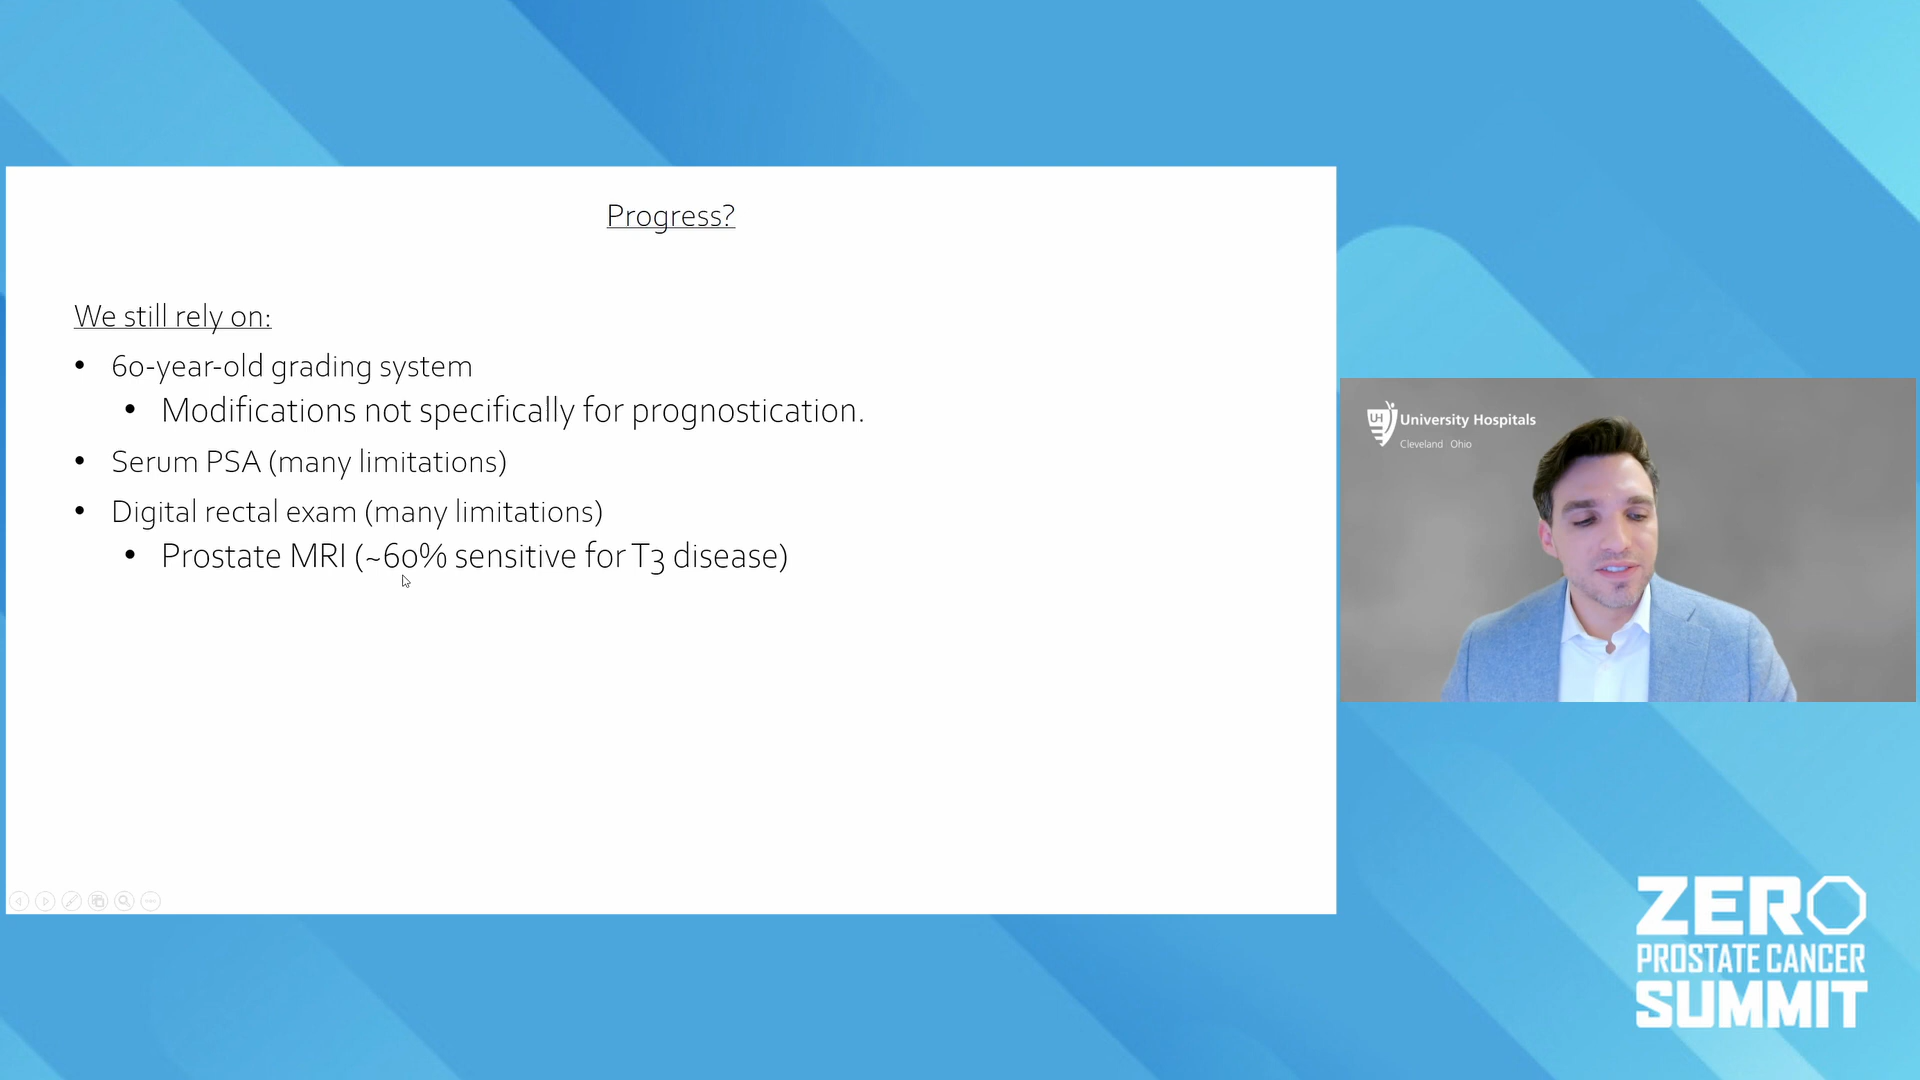 Progress?
We still rely on:
• 60-year-old grading system
• Modifications not specifically for prognostication.
• Serum PSA (many limitations)
• Digital rectal exam (many limitations)
• Prostate MRI (~60% sensitive for T3 disease)
UH University Hospitals
Cleveland Ohio
ZERO
PROSTATE CANCER
SUMMIT